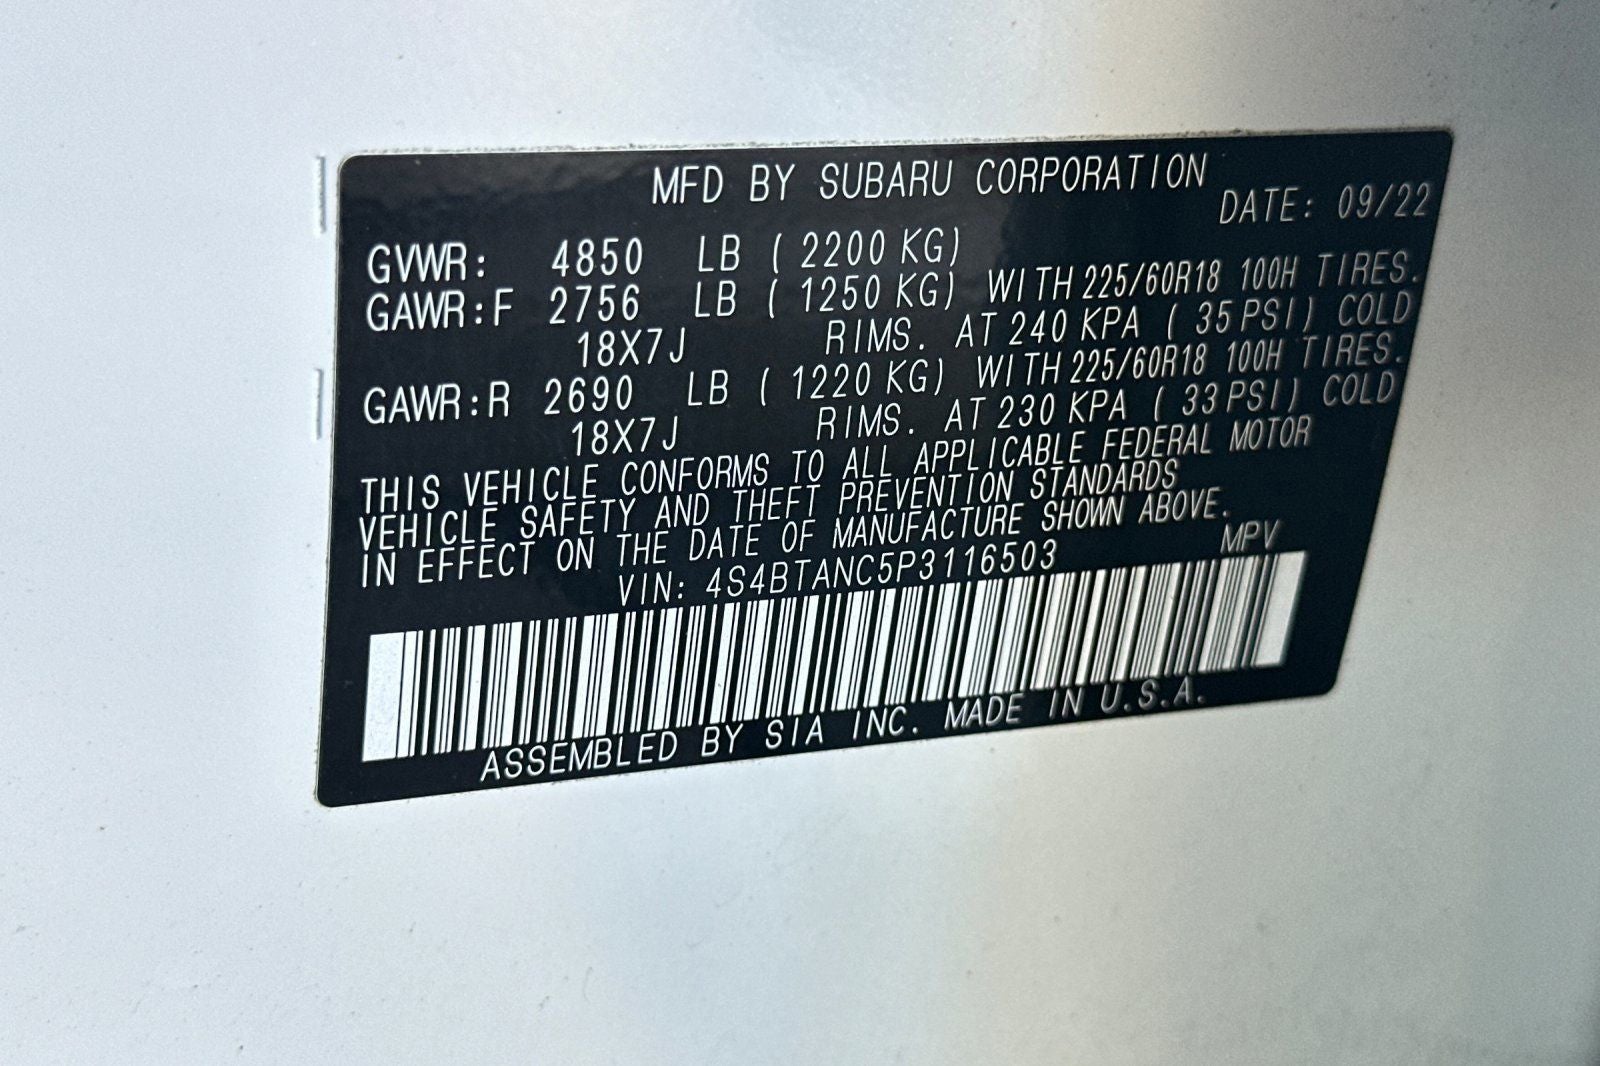 MFD BY SUBARU CORPORATION
DATE: 09/22
GVWR: 4850 LB ( 2200 KG)
GAWR:F 2756 LB ( 1250 KG) WITH 225/60R18 100H TIRES.
18X7J RIMS. AT 240 KPA ( 35 PSI) COLD
GAWR:R 2690 LB ( 1220 KG) WITH 225/60R18 100H TIRES.
18X7J RIMS. AT 230 KPA ( 33 PSI) COLD
THIS VEHICLE CONFORMS TO ALL APPLICABLE FEDERAL MOTOR
VEHICLE SAFETY AND THEFT PREVENTION STANDARDS
IN EFFECT ON THE DATE OF MANUFACTURE SHOWN ABOVE.
VIN: 4S4BTANC5P3116503 MPV
ASSEMBLED BY SIA INC. MADE IN U.S.A.